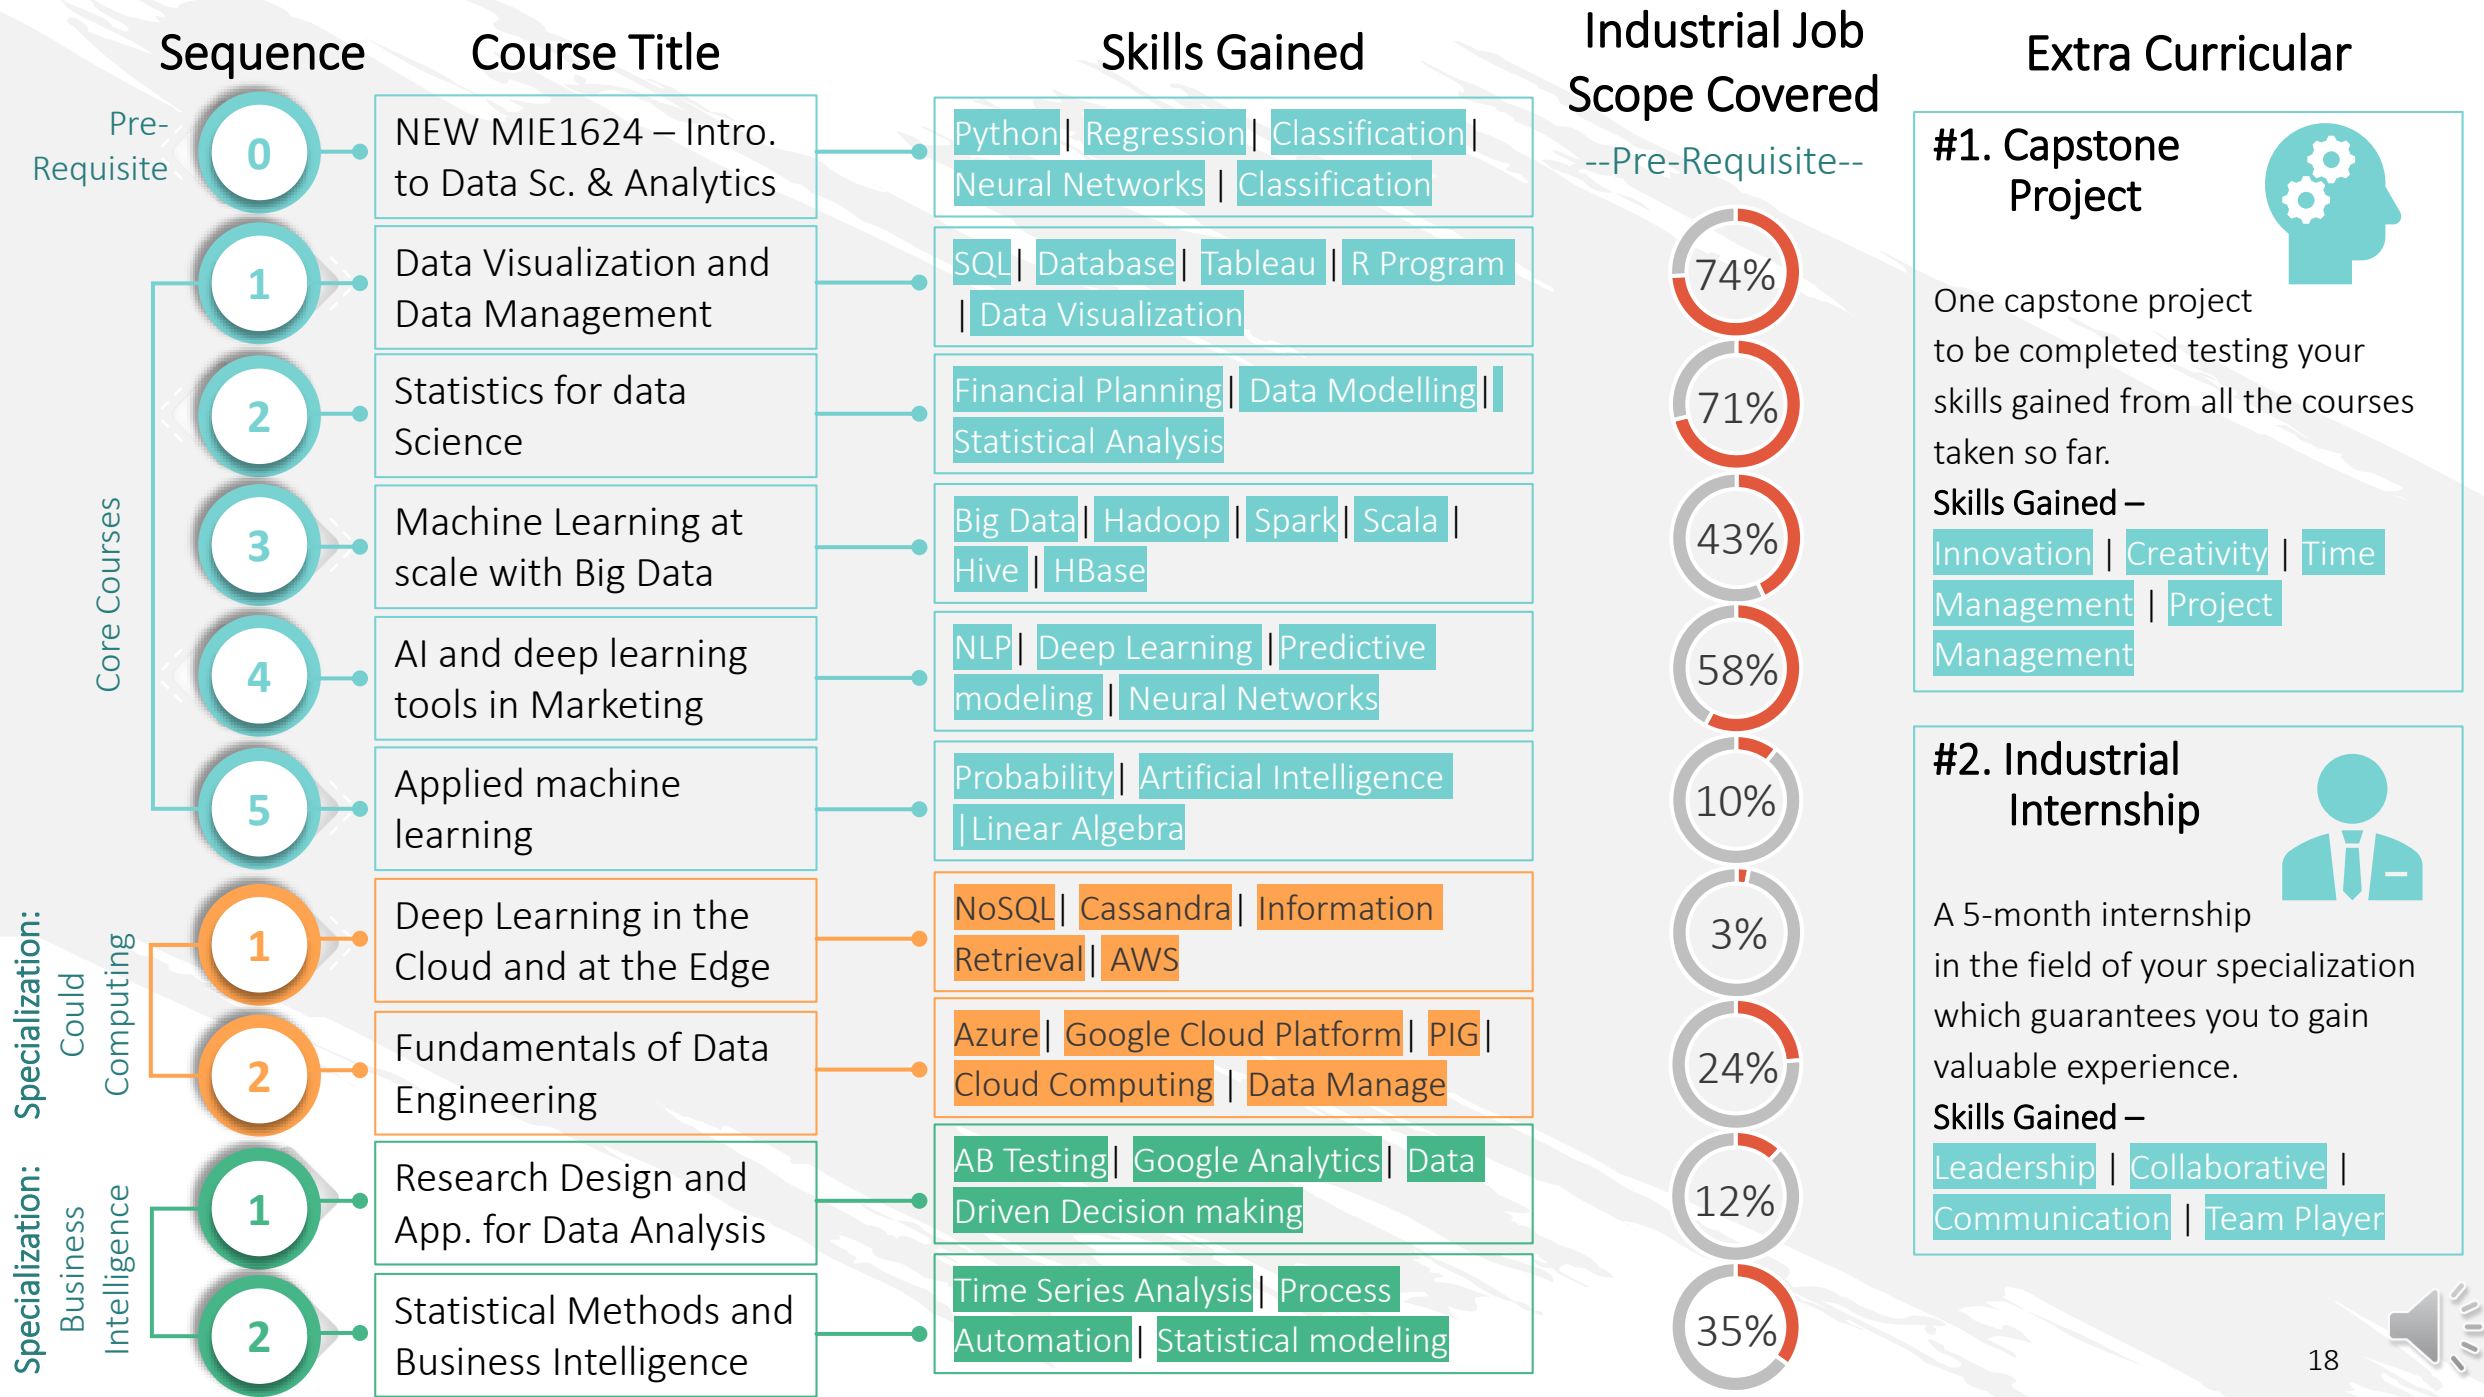 Sequence
Course Title
Skills Gained
Industrial Job
Scope Covered
Extra Curricular
Pre-
Requisite
0
NEW MIE1624 – Intro.
to Data Sc. & Analytics
Python| Regression| Classification|
Neural Networks | Classification
--Pre-Requisite--
Core Courses
1
Data Visualization and
Data Management
SQL| Database| Tableau | R Program
| Data Visualization
74%
2
Statistics for data
Science
Financial Planning| Data Modelling|
Statistical Analysis
71%
3
Machine Learning at
scale with Big Data
Big Data| Hadoop | Spark| Scala |
Hive | HBase
43%
4
AI and deep learning
tools in Marketing
NLP| Deep Learning |Predictive
modeling | Neural Networks
58%
5
Applied machine
learning
Probability| Artificial Intelligence
|Linear Algebra
10%
Specialization:
Could
Computing
1
Deep Learning in the
Cloud and at the Edge
NoSQL| Cassandra| Information
Retrieval| AWS
3%
2
Fundamentals of Data
Engineering
Azure| Google Cloud Platform| PIG|
Cloud Computing | Data Manage
24%
Specialization:
Business
Intelligence
1
Research Design and
App. for Data Analysis
AB Testing| Google Analytics| Data
Driven Decision making
12%
2
Statistical Methods and
Business Intelligence
Time Series Analysis| Process
Automation| Statistical modeling
35%
#1. Capstone
Project
One capstone project
to be completed testing your
skills gained from all the courses
taken so far.
Skills Gained –
Innovation | Creativity | Time
Management | Project
Management
#2. Industrial
Internship
A 5-month internship
in the field of your specialization
which guarantees you to gain
valuable experience.
Skills Gained –
Leadership | Collaborative |
Communication | Team Player
18